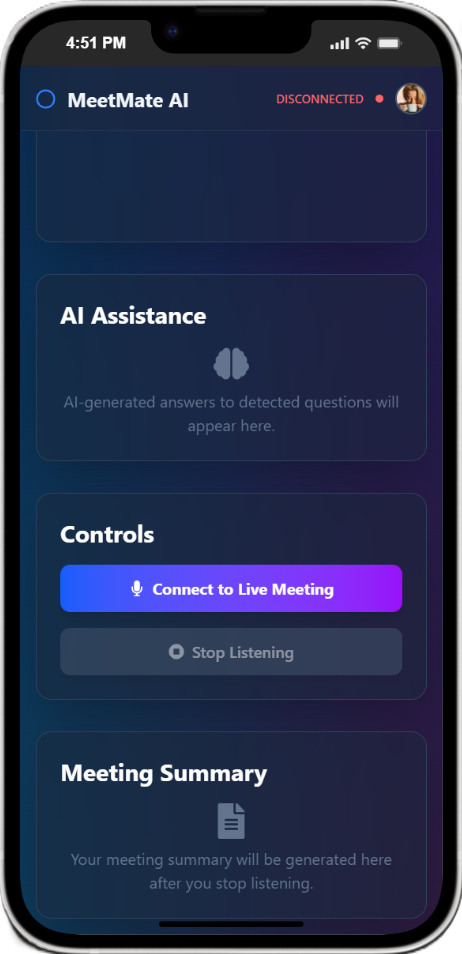 4:51 PM
MeetMate AI
DISCONNECTED
AI Assistance
AI-generated answers to detected questions will
appear here.
Controls
Connect to Live Meeting
Stop Listening
Meeting Summary
Your meeting summary will be generated here
after you stop listening.